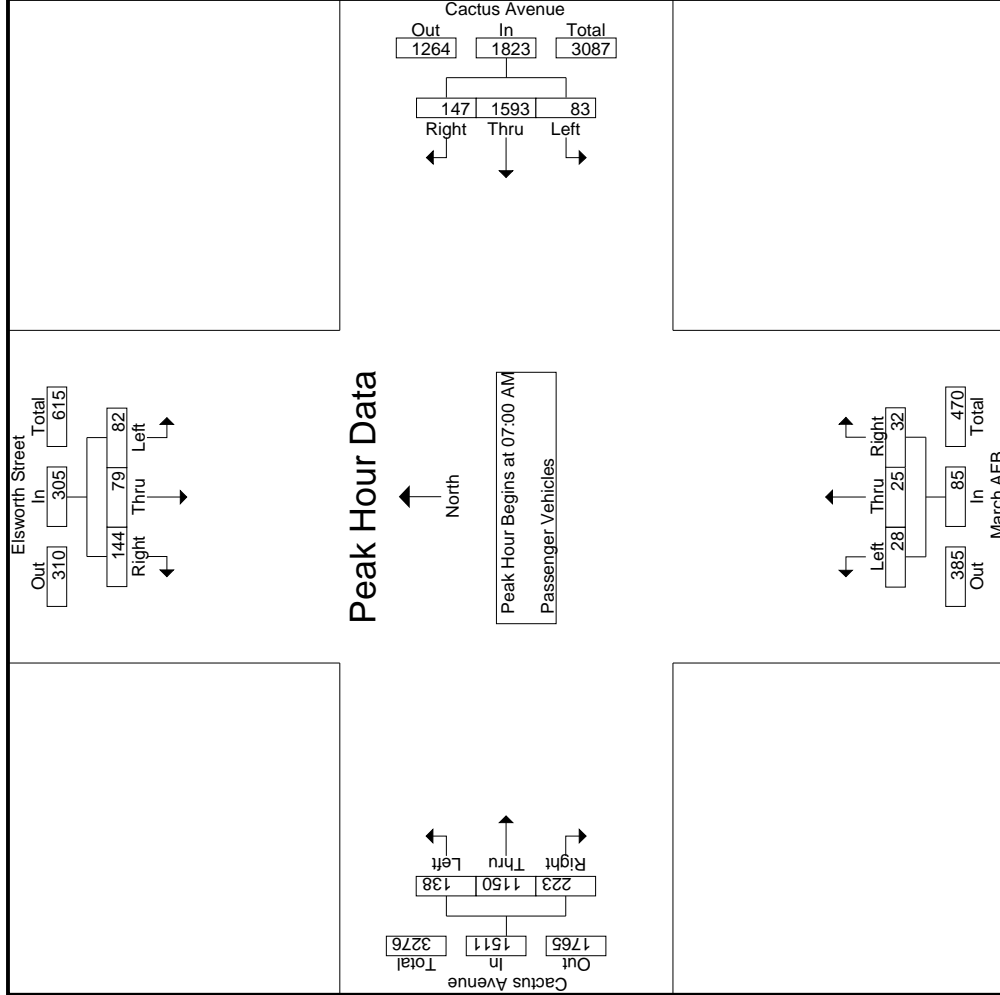 Cactus Avenue
Out In Total
1264 1823 3087
147 1593 83
Right Thru Left
Elsworth Street
Out In Total
310 305 615
144 79 82
Right Thru Left
Peak Hour Data
North
Peak Hour Begins at 07:00 AM
Passenger Vehicles
Left Thru Right
28 25 32
385 85 470
Out In Total
March AFB
Left Thru Right
138 1150 223
Total In Out
3276 1511 1765
Cactus Avenue